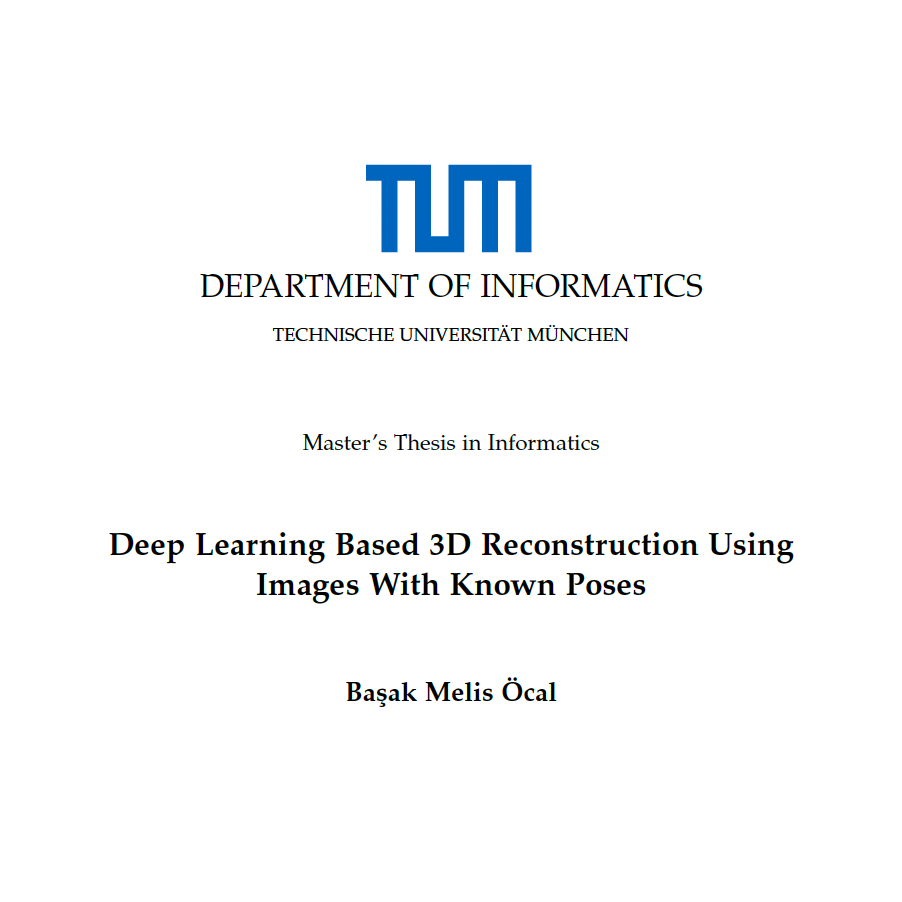 TUM
DEPARTMENT OF INFORMATICS
TECHNISCHE UNIVERSITÄT MÜNCHEN
Master's Thesis in Informatics
Deep Learning Based 3D Reconstruction Using
Images With Known Poses
Başak Melis Öcal